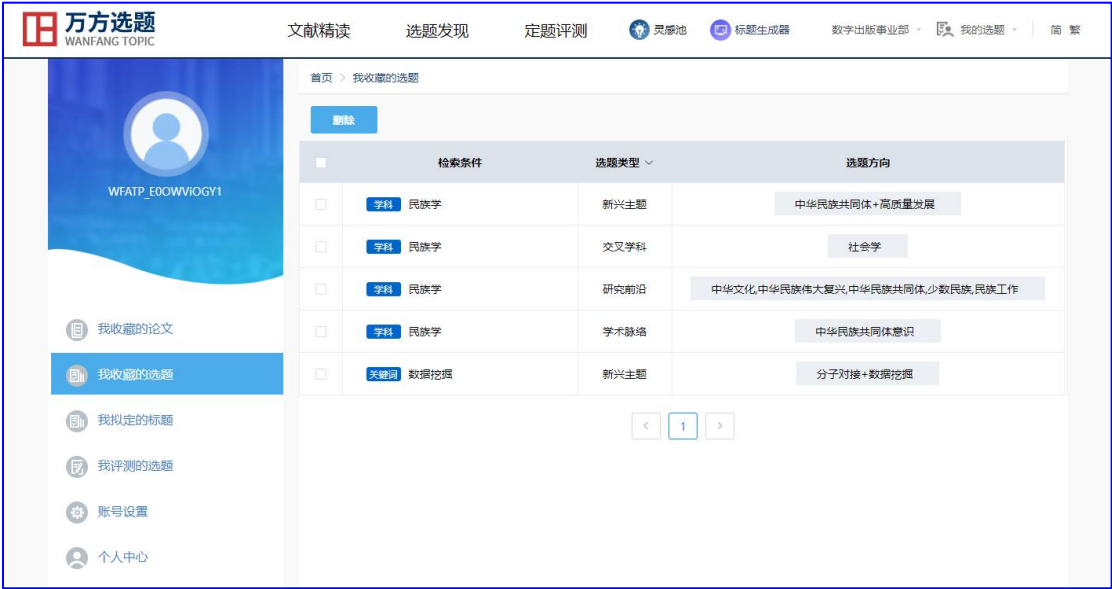 万方选题
WANFANG TOPIC
文献精读 选题发现 定题评测 灵感池 标题生成器 数字出版事业部 我的选题 简 繁
首页 > 我收藏的选题
删除
WFATP_E0OWViOGY1
检索条件 选题类型 选题方向
学科 民族学 新兴主题 中华民族共同体+高质量发展
学科 民族学 交叉学科 社会学
学科 民族学 研究前沿 中华文化,中华民族伟大复兴,中华民族共同体,少数民族,民族工作
学科 民族学 学术脉络 中华民族共同体意识
关键词 数据挖掘 新兴主题 分子对接+数据挖掘
< 1 >
我收藏的论文
我收藏的选题
我拟定的标题
我评测的选题
账号设置
个人中心